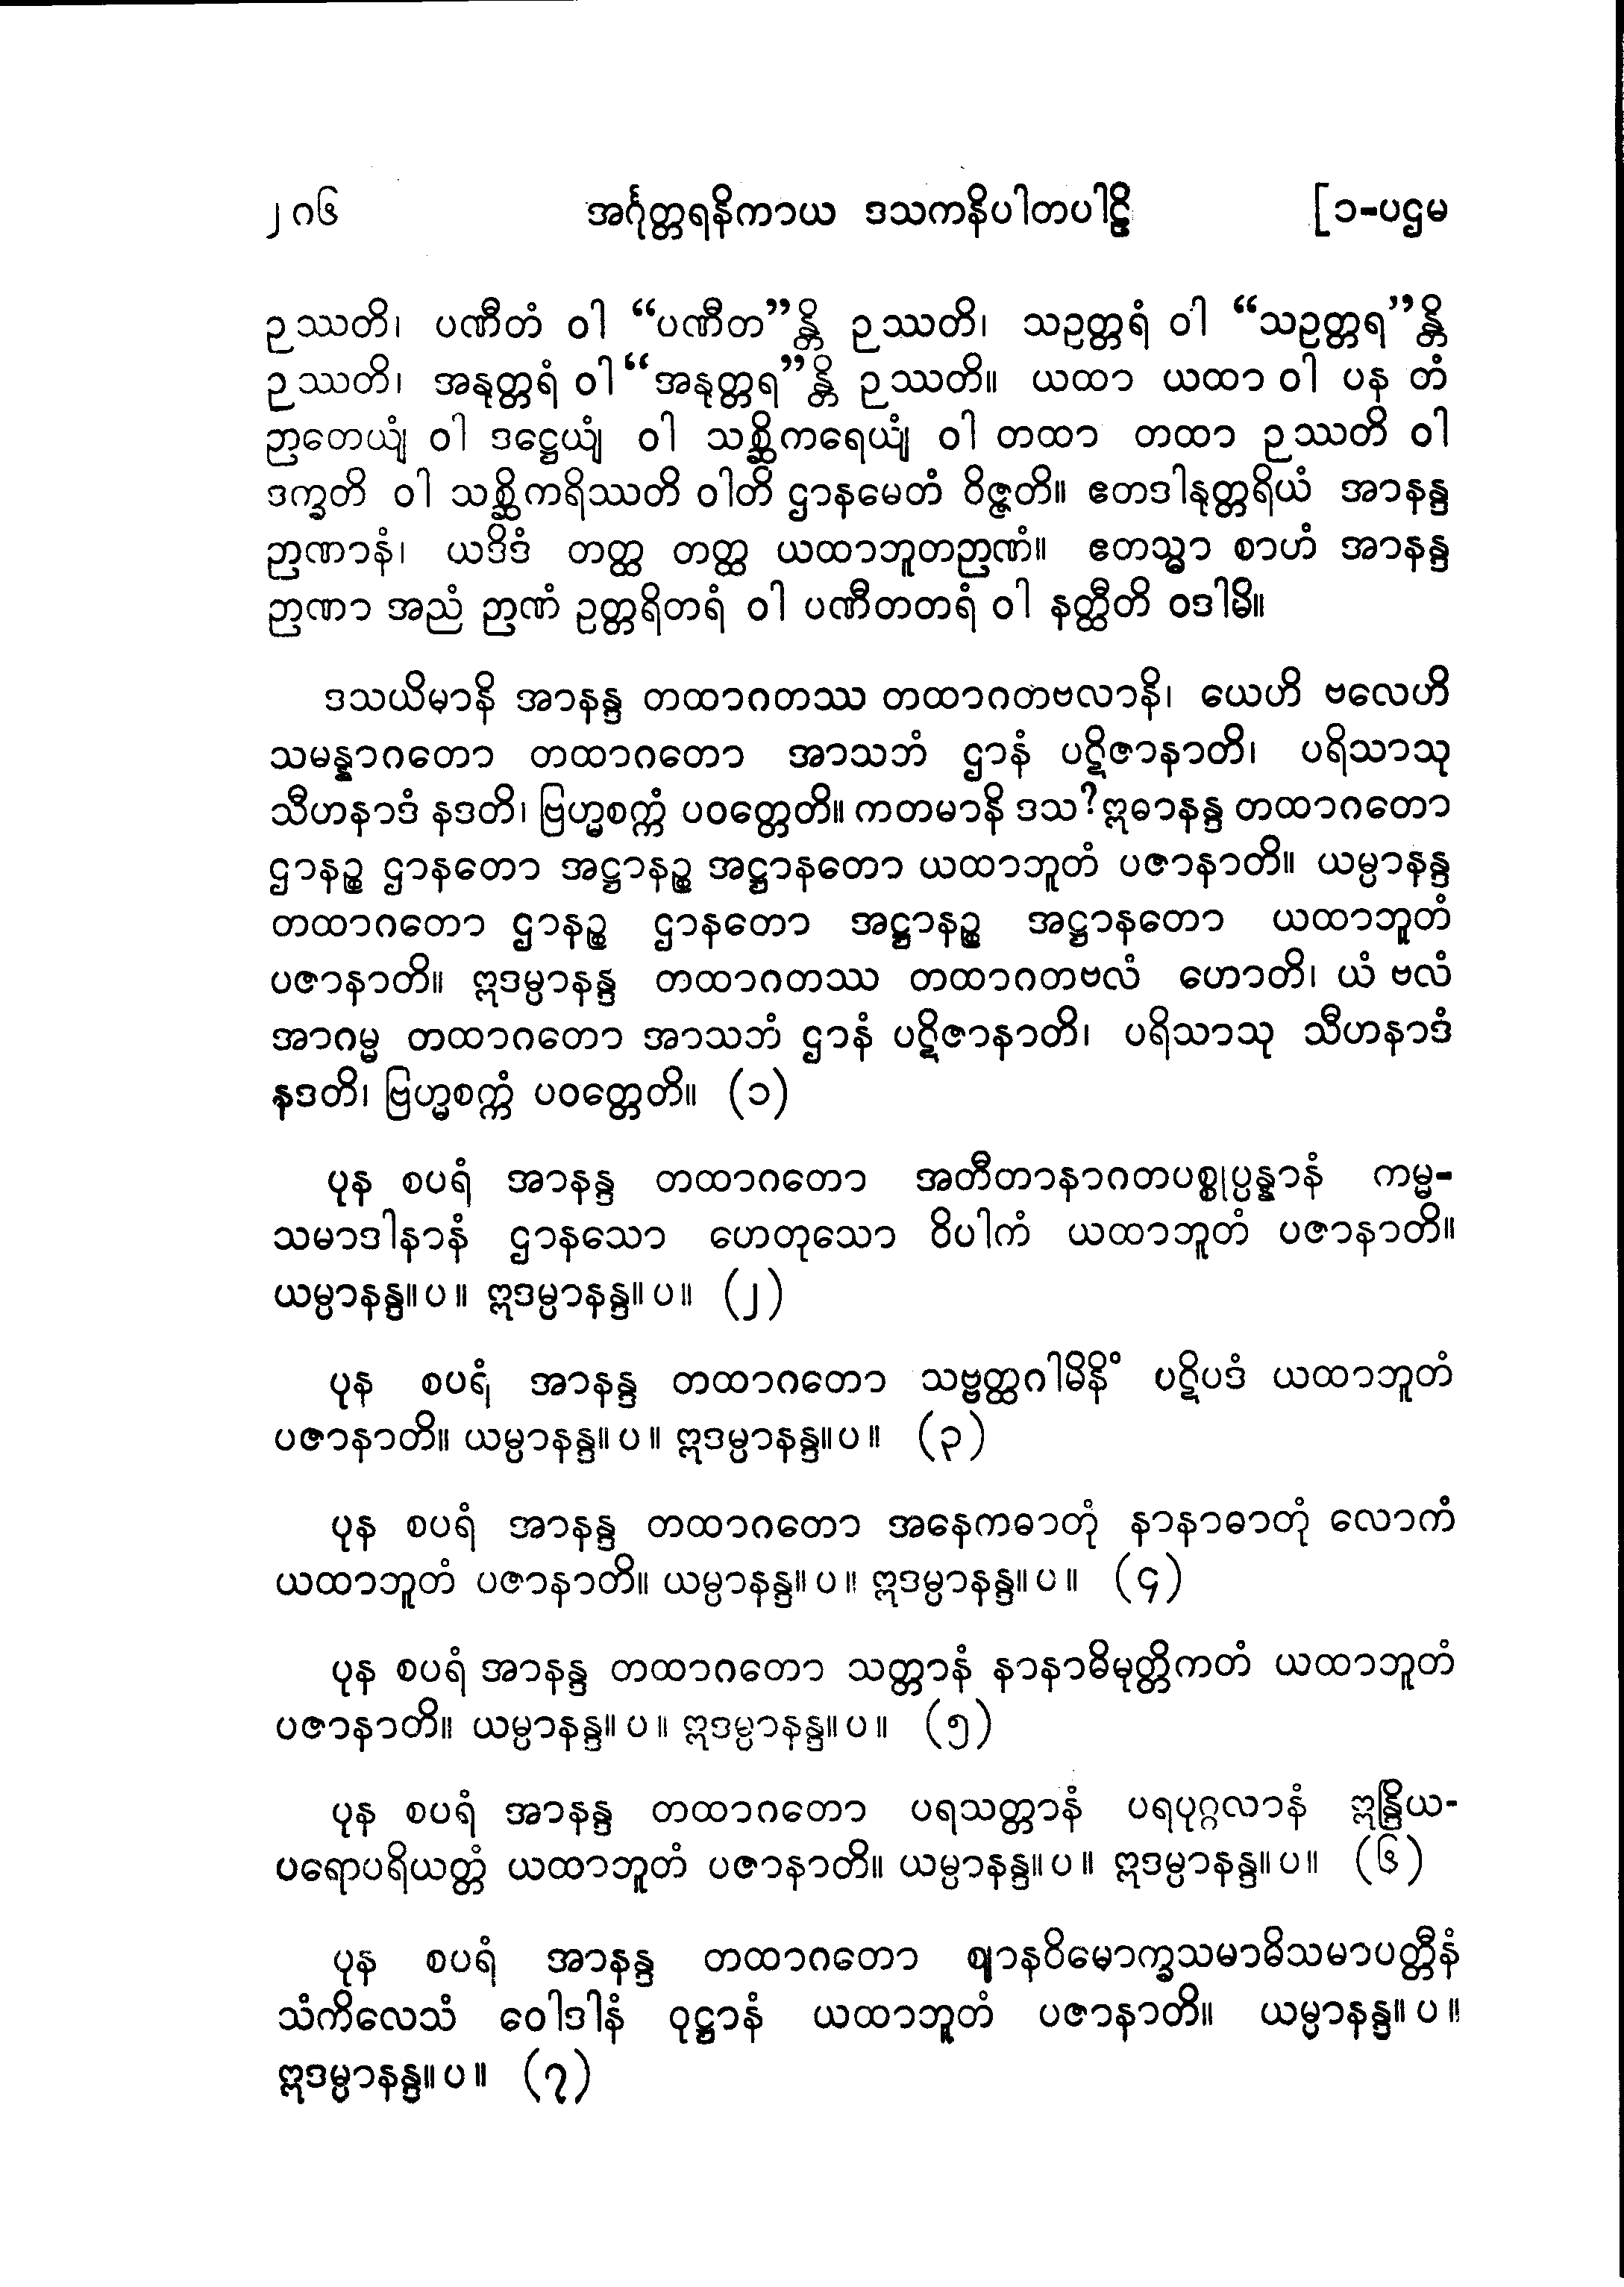 ၂၈၆ အင်္ဂုတ္တရနိကာယ ဒသကနိပါတပါဠိ [၁-ပဌမ
ဉဿတိ၊ ပဏီတံ ဝါ “ပဏီတ”န္တိ ဉဿတိ၊ သဥတ္တရံ ဝါ “သဥတ္တရ”န္တိ
ဉဿတိ၊ အနုတ္တရံ ဝါ “အနုတ္တရ”န္တိ ဉဿတိ။ ယထာ ယထာ ဝါ ပန တံ
ဉာတေယျံ ဝါ ဒဋ္ဌေယျံ ဝါ သစ္ဆိကရေယျံ ဝါ တထာ တထာ ဉဿတိ ဝါ
ဒက္ခတိ ဝါ သစ္ဆိကရိဿတိ ဝါတိ ဌာနမေတံ ဝိဇ္ဇတိ။ ဧတဒါနုတ္တရိယံ အာနန္ဒ
ဉာဏာနံ၊ ယဒိဒံ တတ္ထ တတ္ထ ယထာဘူတဉာဏံ။ ဧတသ္မာ စာဟံ အာနန္ဒ
ဉာဏာ အညံ ဉာဏံ ဥတ္တရိတရံ ဝါ ပဏီတတရံ ဝါ နတ္ထီတိ ဝဒါမိ။
ဒသယိမာနိ အာနန္ဒ တထာဂတဿ တထာဂတဗလာနိ၊ ယေဟိ ဗလေဟိ
သမန္နာဂတော တထာဂတော အာသဘံ ဌာနံ ပဋိဇာနာတိ၊ ပရိသာသု
သီဟနာဒံ နဒတိ၊ ဗြဟ္မစက္ကံ ပဝတ္တေတိ။ ကတမာနိ ဒသ? ဣဓာနန္ဒ တထာဂတော
ဌာနဉ္စ ဌာနတော အဋ္ဌာနဉ္စ အဋ္ဌာနတော ယထာဘူတံ ပဇာနာတိ။ ယမ္ပာနန္ဒ
တထာဂတော ဌာနဉ္စ ဌာနတော အဋ္ဌာနဉ္စ အဋ္ဌာနတော ယထာဘူတံ
ပဇာနာတိ။ ဣဒမ္ပာနန္ဒ တထာဂတဿ တထာဂတဗလံ ဟောတိ၊ ယံ ဗလံ
အာဂမ္မ တထာဂတော အာသဘံ ဌာနံ ပဋိဇာနာတိ၊ ပရိသာသု သီဟနာဒံ
နဒတိ၊ ဗြဟ္မစက္ကံ ပဝတ္တေတိ။ (၁)
ပုန စပရံ အာနန္ဒ တထာဂတော အတီတာနာဂတပစ္စုပ္ပန္နာနံ ကမ္မ-
သမာဒါနာနံ ဌာနသော ဟေတုသော ဝိပါကံ ယထာဘူတံ ပဇာနာတိ။
ယမ္ပာနန္ဒ။ ပ ။ ဣဒမ္ပာနန္ဒ။ ပ။ (၂)
ပုန စပရံ အာနန္ဒ တထာဂတော သဗ္ဗတ္ထဂါမိနိံ ပဋိပဒံ ယထာဘူတံ
ပဇာနာတိ။ ယမ္ပာနန္ဒ။ ပ ။ ဣဒမ္ပာနန္ဒ။ ပ ။ (၃)
ပုန စပရံ အာနန္ဒ တထာဂတော အနေကဓာတုံ နာနာဓာတုံ လောကံ
ယထာဘူတံ ပဇာနာတိ။ ယမ္ပာနန္ဒ။ ပ ။ ဣဒမ္ပာနန္ဒ။ ပ ။ (၄)
ပုန စပရံ အာနန္ဒ တထာဂတော သတ္တာနံ နာနာဓိမုတ္တိကတံ ယထာဘူတံ
ပဇာနာတိ။ ယမ္ပာနန္ဒ။ ပ ။ ဣဒမ္ပာနန္ဒ။ ပ ။ (၅)
ပုန စပရံ အာနန္ဒ တထာဂတော ပရသတ္တာနံ ပရပုဂ္ဂလာနံ ဣန္ဒြိယ-
ပရောပရိယတ္တံ ယထာဘူတံ ပဇာနာတိ။ ယမ္ပာနန္ဒ။ ပ ။ ဣဒမ္ပာနန္ဒ။ ပ ။ (၆)
ပုန စပရံ အာနန္ဒ တထာဂတော ဈာနဝိမောက္ခသမာဓိသမာပတ္တီနံ
သံကိလေသံ ဝေါဒါနံ ဝုဋ္ဌာနံ ယထာဘူတံ ပဇာနာတိ။ ယမ္ပာနန္ဒ။ ပ ။
ဣဒမ္ပာနန္ဒ။ ပ ။ (၇)